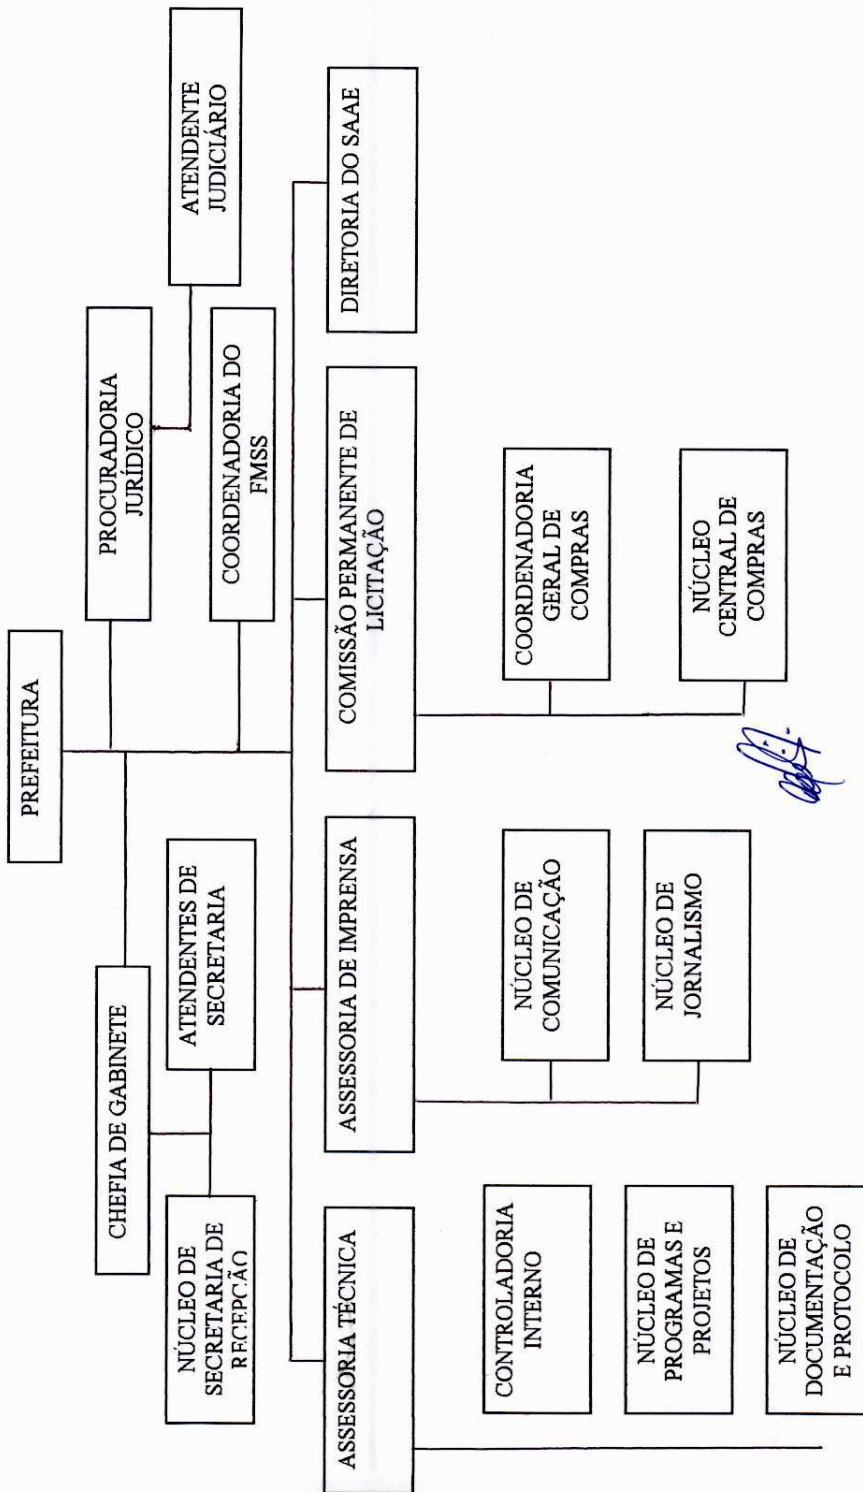 PREFEITURA
CHEFIA DE GABINETE
PROCURADORIA
JURÍDICO
NÚCLEO DE
SECRETARIA DE
RECEPÇÃO
ATENDENTES DE
SECRETARIA
COORDENADORIA DO
FMSS
ATENDENTE
JUDICIÁRIO
ASSESSORIA TÉCNICA
ASSESSORIA DE IMPRENSA
COMISSÃO PERMANENTE DE
LICITAÇÃO
DIRETORIA DO SAAE
CONTROLADORIA
INTERNO
NÚCLEO DE
PROGRAMAS E
PROJETOS
NÚCLEO DE
DOCUMENTAÇÃO
E PROTOCOLO
NÚCLEO DE
COMUNICAÇÃO
NÚCLEO DE
JORNALISMO
COORDENADORIA
GERAL DE
COMPRAS
NÚCLEO
CENTRAL DE
COMPRAS